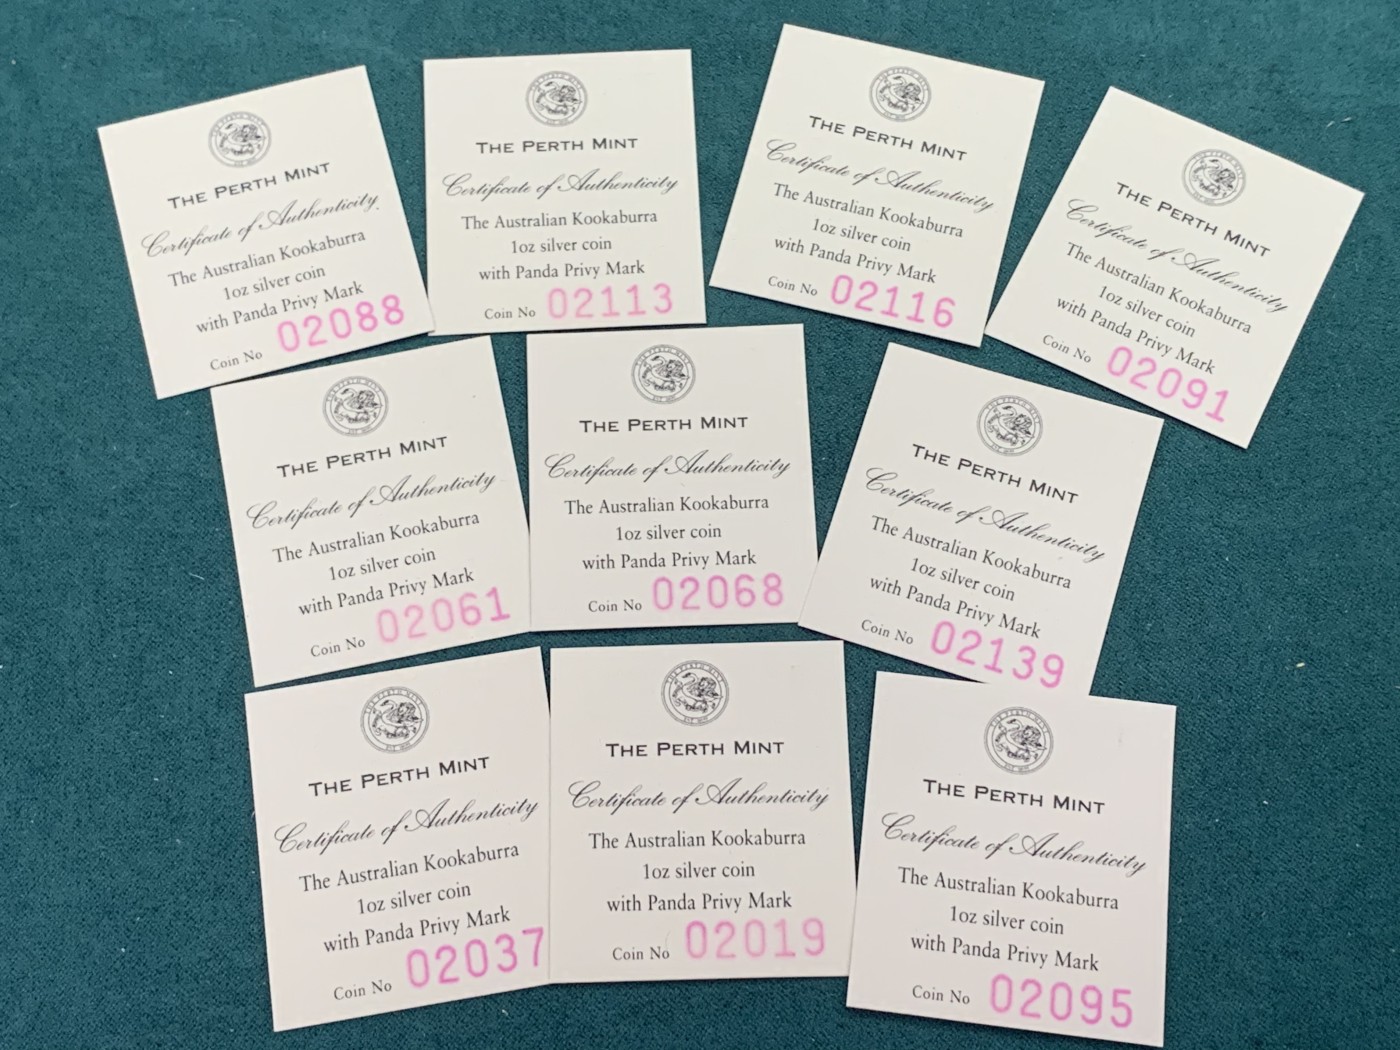 THE PERTH MINT
Certificate of Authenticity
The Australian Kookaburra
1oz silver coin
with Panda Privy Mark
Coin No 02088
THE PERTH MINT
Certificate of Authenticity
The Australian Kookaburra
1oz silver coin
with Panda Privy Mark
Coin No 02113
THE PERTH MINT
Certificate of Authenticity
The Australian Kookaburra
1oz silver coin
with Panda Privy Mark
Coin No 02116
THE PERTH MINT
Certificate of Authenticity
The Australian Kookaburra
1oz silver coin
with Panda Privy Mark
Coin No 02091
THE PERTH MINT
Certificate of Authenticity
The Australian Kookaburra
1oz silver coin
with Panda Privy Mark
Coin No 02061
THE PERTH MINT
Certificate of Authenticity
The Australian Kookaburra
1oz silver coin
with Panda Privy Mark
Coin No 02068
THE PERTH MINT
Certificate of Authenticity
The Australian Kookaburra
1oz silver coin
with Panda Privy Mark
Coin No 02139
THE PERTH MINT
Certificate of Authenticity
The Australian Kookaburra
1oz silver coin
with Panda Privy Mark
Coin No 02037
THE PERTH MINT
Certificate of Authenticity
The Australian Kookaburra
1oz silver coin
with Panda Privy Mark
Coin No 02019
THE PERTH MINT
Certificate of Authenticity
The Australian Kookaburra
1oz silver coin
with Panda Privy Mark
Coin No 02095